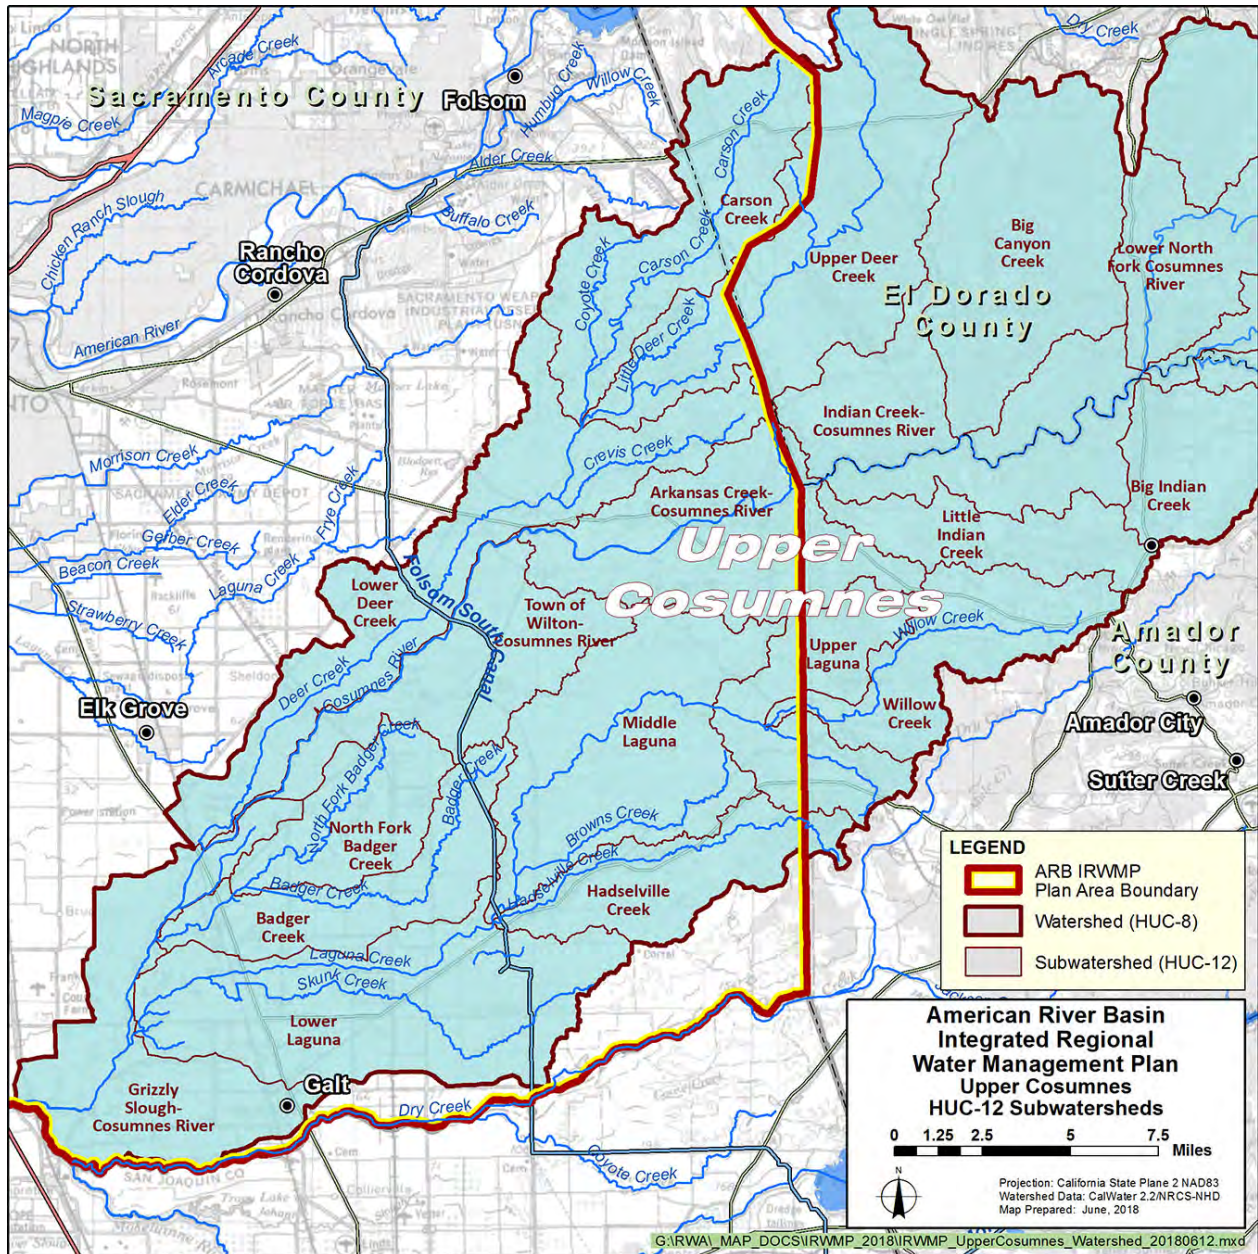 NORTH
HIGHLANDS
Arcade Creek
Sacramento County
Magpie Creek
Folsom
Humbug Creek
Willow Creek
Dry Creek
Alder Creek
CARMICHAEL
Buffalo Creek
Chicken Ranch Slough
Rancho
Cordova
American River
Carson Creek
Carson
Creek
Carson Creek
Coyote Creek
Little Deer Creek
Upper Deer
Creek
Big
Canyon
Creek
Lower North
Fork Cosumnes
River
El Dorado
County
Indian Creek-
Cosumnes River
Morrison Creek
Elder Creek
Frye Creek
Gerber Creek
Beacon Creek
Laguna Creek
Strawberry Creek
Crevis Creek
Arkansas Creek-
Cosumnes River
Big Indian
Creek
Little
Indian
Creek
Upper
Cosumnes
Folsom South Canal
Lower
Deer
Creek
Town of
Wilton-
Cosumnes River
Willow Creek
Upper
Laguna
Amador
County
Deer Creek
Cosumnes River
Elk Grove
Middle
Laguna
Willow
Creek
Amador City
Sutter Creek
North Fork Badger Creek
Badger Creek
North Fork
Badger
Creek
Browns Creek
Hadselville Creek
Badger Creek
Hadselville
Creek
Badger
Creek
Laguna Creek
Skunk Creek
Lower
Laguna
Galt
Grizzly
Slough-
Cosumnes River
Dry Creek
Coyote Creek
SAN JOAQUIN CO
LEGEND
ARB IRWMP
Plan Area Boundary
Watershed (HUC-8)
Subwatershed (HUC-12)
American River Basin
Integrated Regional
Water Management Plan
Upper Cosumnes
HUC-12 Subwatersheds
0 1.25 2.5 5 7.5
Miles
N
Projection: California State Plane 2 NAD83
Watershed Data: CalWater 2.2/NRCS-NHD
Map Prepared: June, 2018
G:\RWA\_MAP_DOCS\IRWMP_2018\IRWMP_UpperCosumnes_Watershed_20180612.mxd